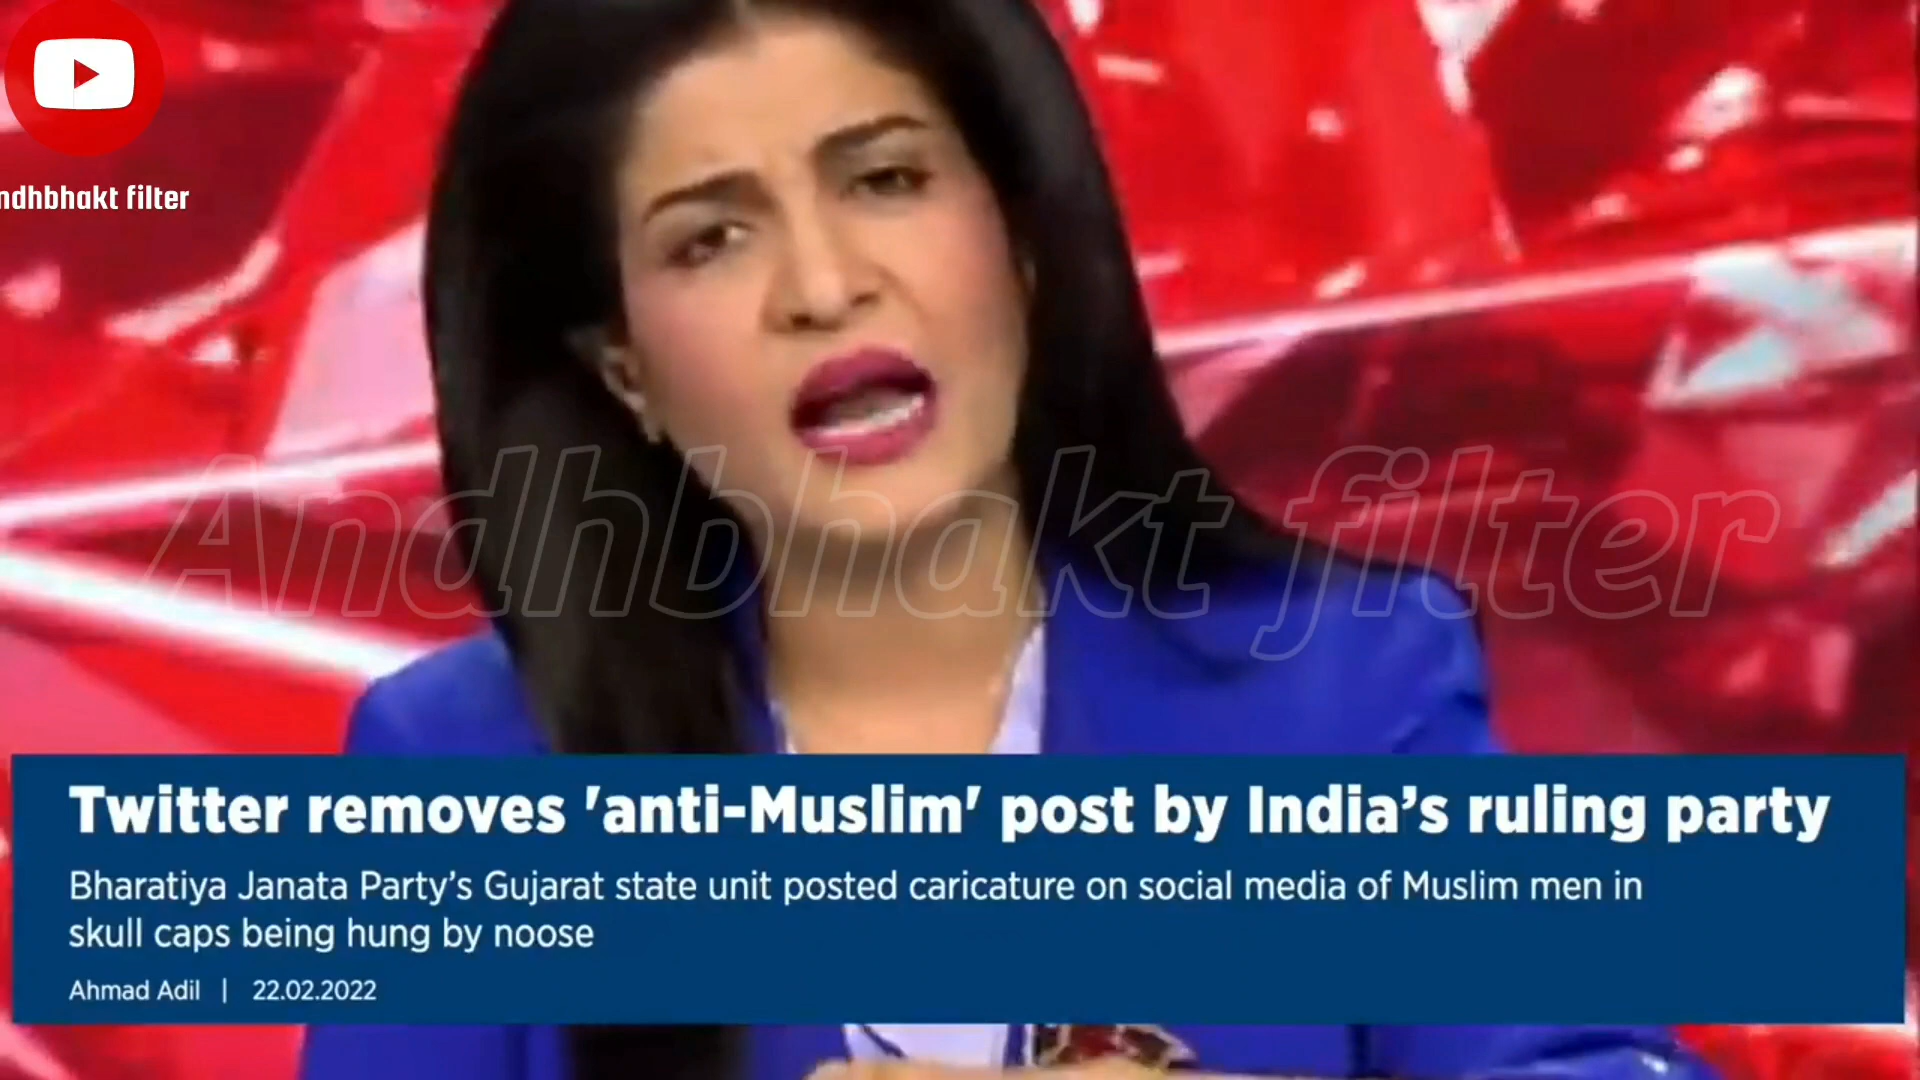 ndhbhakt filter
Andhbhakt filter
Twitter removes 'anti-Muslim' post by India’s ruling party
Bharatiya Janata Party’s Gujarat state unit posted caricature on social media of Muslim men in
skull caps being hung by noose
Ahmad Adil | 22.02.2022